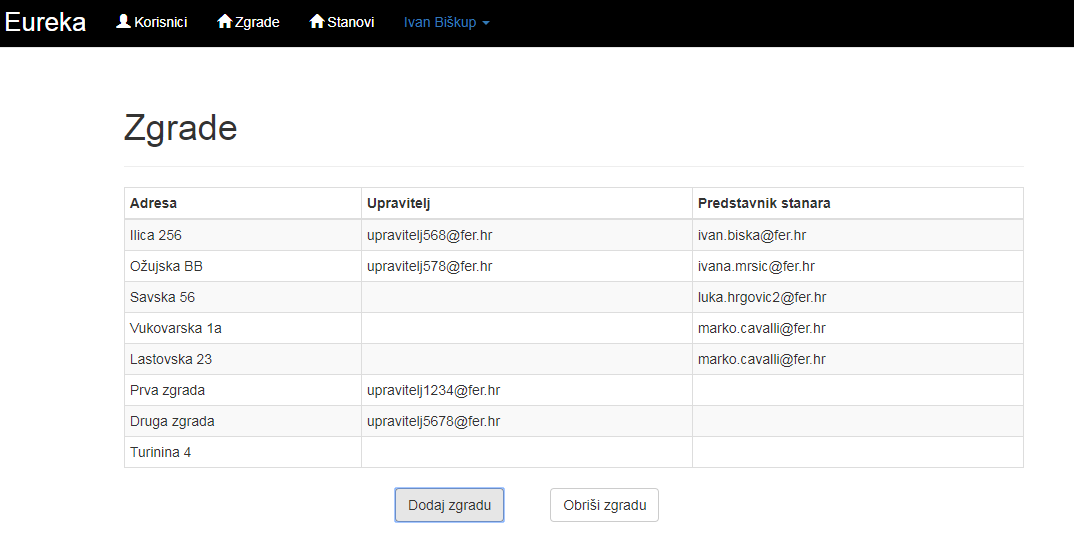 Eureka Korisnici Zgrade Stanovi Ivan Biškup
Zgrade
Adresa Upravitelj Predstavnik stanara
Ilica 256 upravitelj568@fer.hr ivan.biska@fer.hr
Ožujska BB upravitelj578@fer.hr ivana.mrsic@fer.hr
Savska 56 luka.hrgovic2@fer.hr
Vukovarska 1a marko.cavalli@fer.hr
Lastovska 23 marko.cavalli@fer.hr
Prva zgrada upravitelj1234@fer.hr
Druga zgrada upravitelj5678@fer.hr
Turinina 4
Dodaj zgradu Obriši zgradu